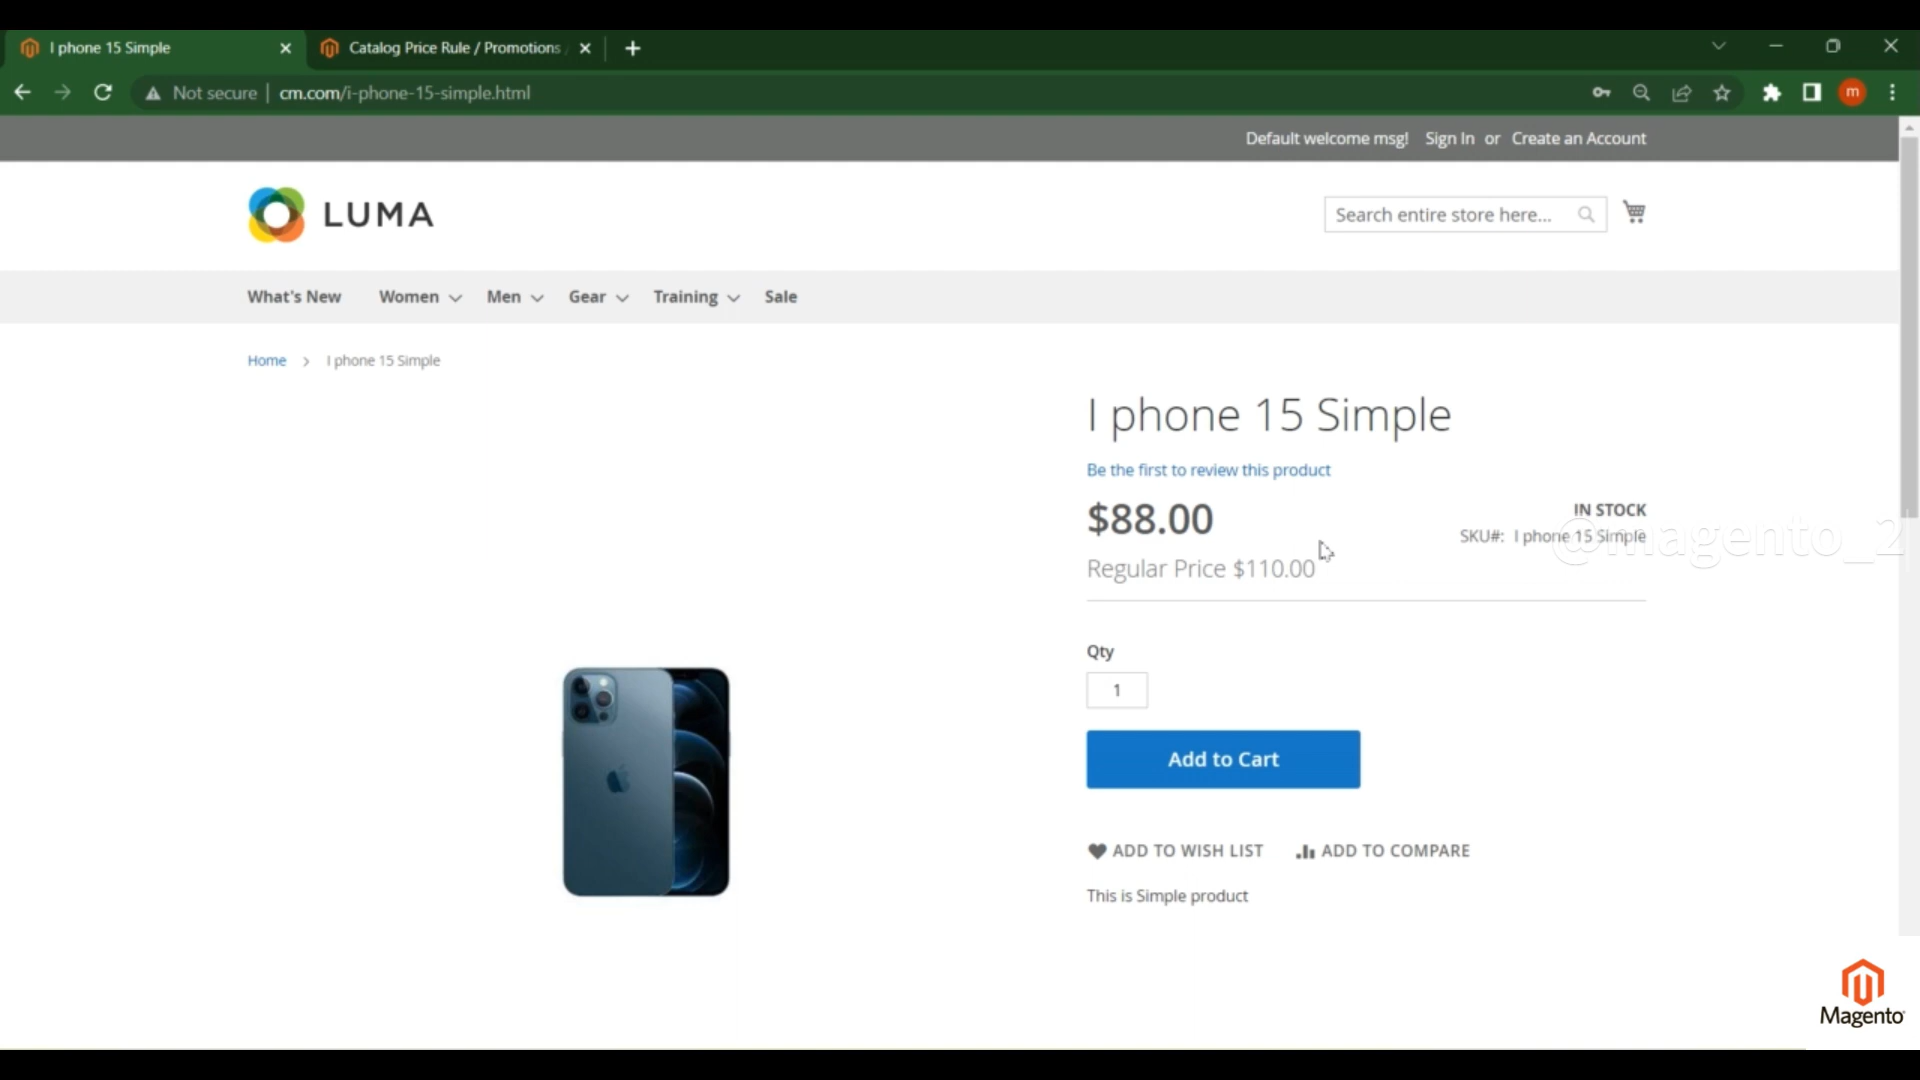 I phone 15 Simple
Catalog Price Rule / Promotions /
Not secure | cm.com/i-phone-15-simple.html
m
Default welcome msg! Sign In or Create an Account
LUMA
Search entire store here...
What's New Women Men Gear Training Sale
Home > I phone 15 Simple
I phone 15 Simple
Be the first to review this product
$88.00
IN STOCK
SKU#: I phone 15 Simple
@magento_2
Regular Price $110.00
Qty
1
Add to Cart
ADD TO WISH LIST ADD TO COMPARE
This is Simple product
Magento